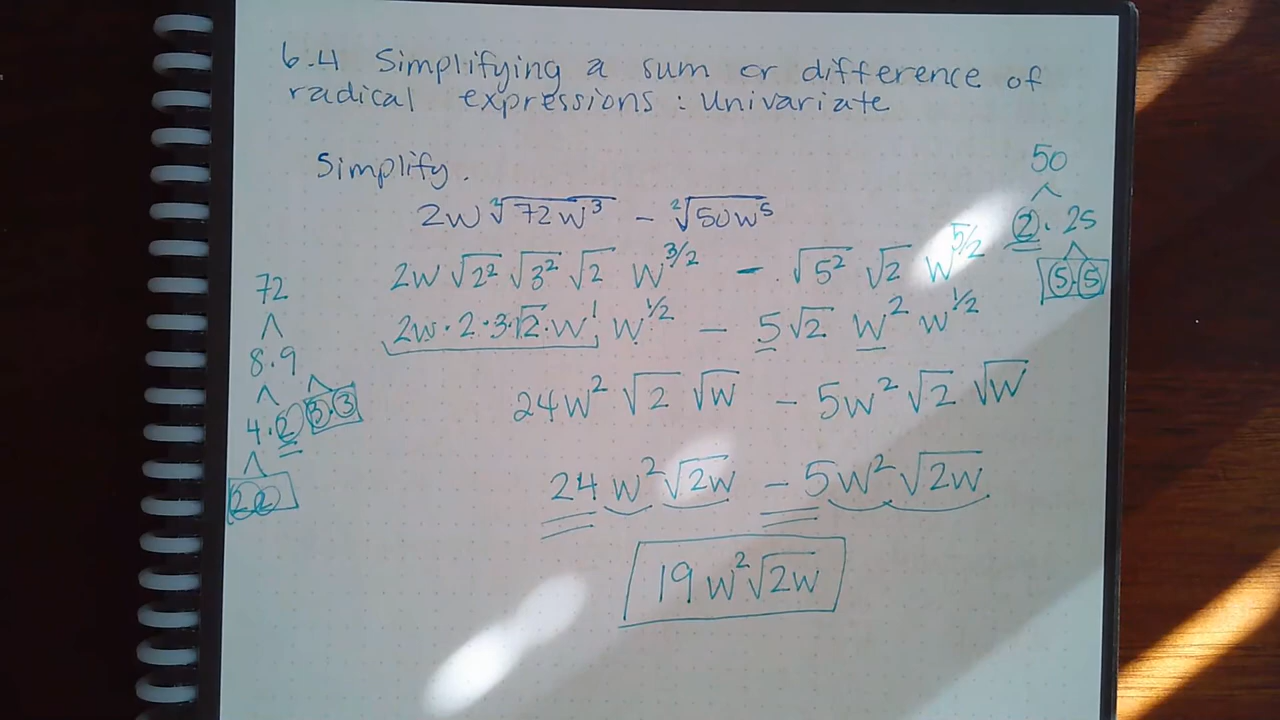 6.4 Simplifying a sum or difference of
radical expressions : Univariate
Simplify.
2w ²√72w³ - ²√50w⁵
2w √2² √3² √2 w^3/2 - √5² √2 w^5/2
2w · 2 · 3 · √2 · w¹ w^1/2 - 5√2 w² w^1/2
24w² √2 √w - 5w² √2 √w
24 w² √2w - 5w² √2w
19 w² √2w
72
8 . 9
4 . 2 3 . 3
2 2
50
2 . 25
5 . 5